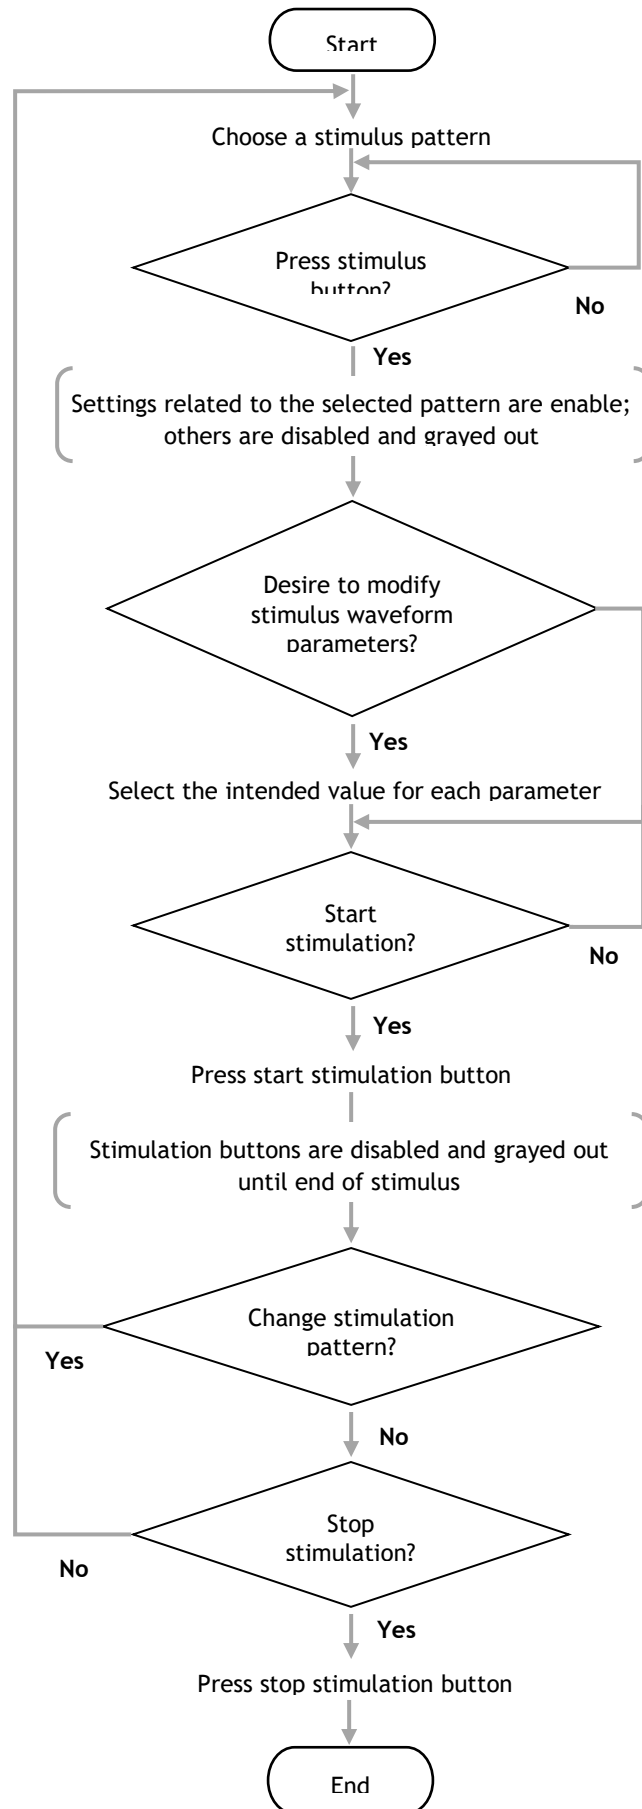 Start
Choose a stimulus pattern
Press stimulus
button?
No
Yes
Settings related to the selected pattern are enable;
others are disabled and grayed out
Desire to modify
stimulus waveform
parameters?
Yes
Select the intended value for each parameter
Start
stimulation?
No
Yes
Press start stimulation button
Stimulation buttons are disabled and grayed out
until end of stimulus
Change stimulation
pattern?
Yes
No
Stop
stimulation?
No
Yes
Press stop stimulation button
End